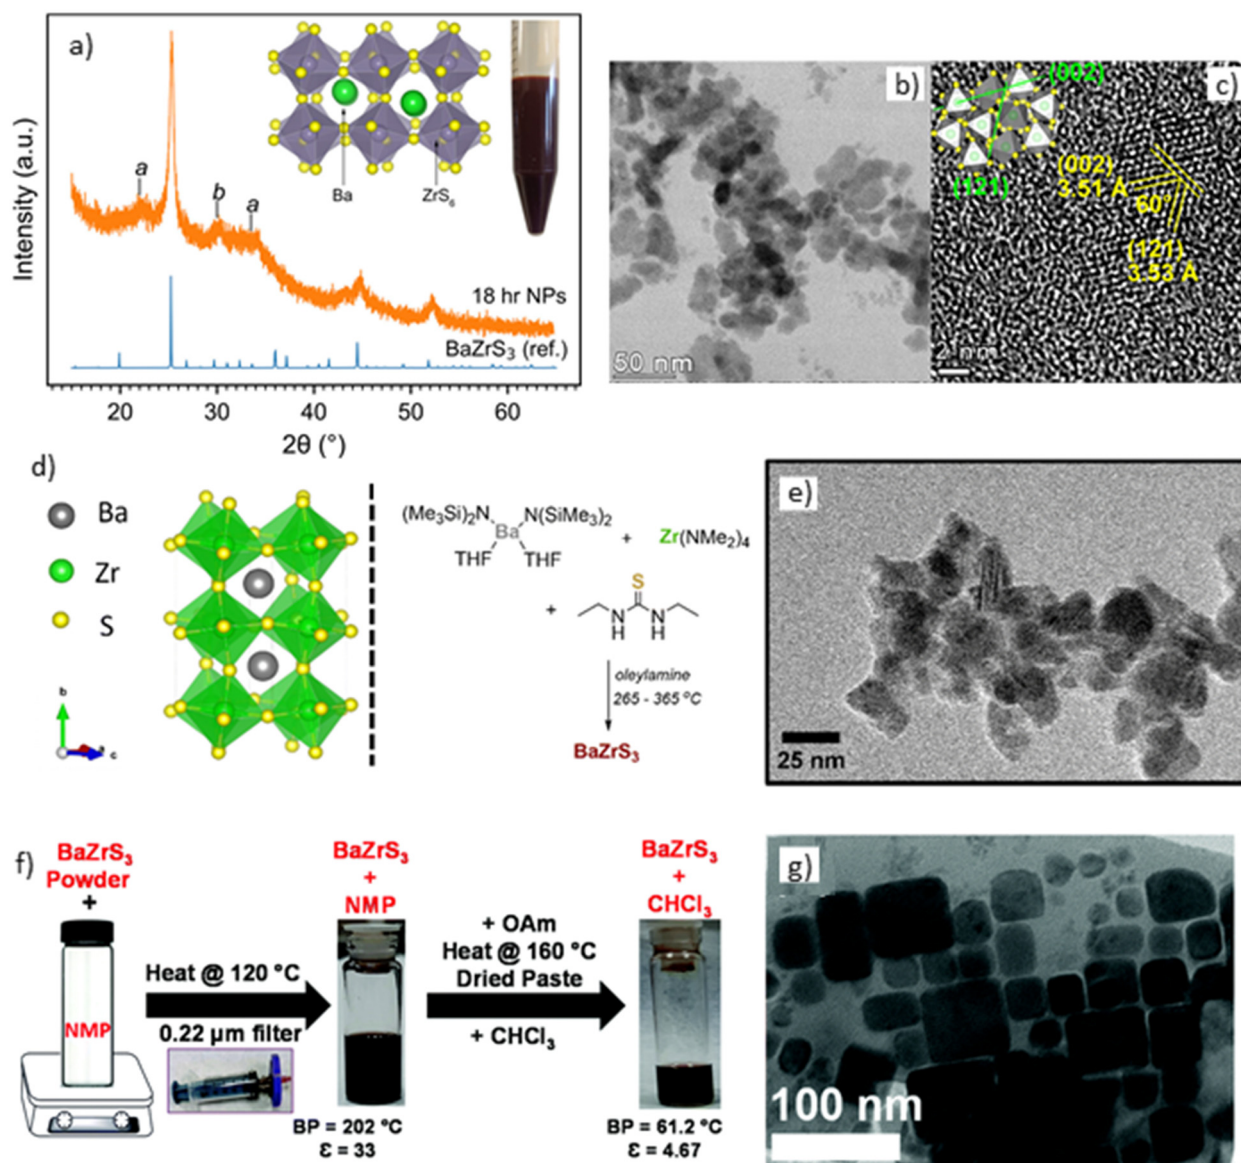 a)
Intensity (a.u.)
a
b
a
Ba
ZrS₆
18 hr NPs
BaZrS₃ (ref.)
20 30 40 50 60
2θ (°)
b)
50 nm
c)
(002)
(121)
(002)
3.51 Å
60°
(121)
3.53 Å
2 nm
d)
Ba
Zr
S
b
c
(Me₃Si)₂N N(SiMe₃)₂
Ba
THF THF
+ Zr(NMe₂)₄
+
S
N N
H H
oleylamine
265 - 365 °C
BaZrS₃
e)
25 nm
f)
BaZrS₃
Powder
+
NMP
Heat @ 120 °C
0.22 µm filter
BaZrS₃
+
NMP
BP = 202 °C
Ɛ = 33
+ OAm
Heat @ 160 °C
Dried Paste
+ CHCl₃
BaZrS₃
+
CHCl₃
BP = 61.2 °C
Ɛ = 4.67
g)
100 nm